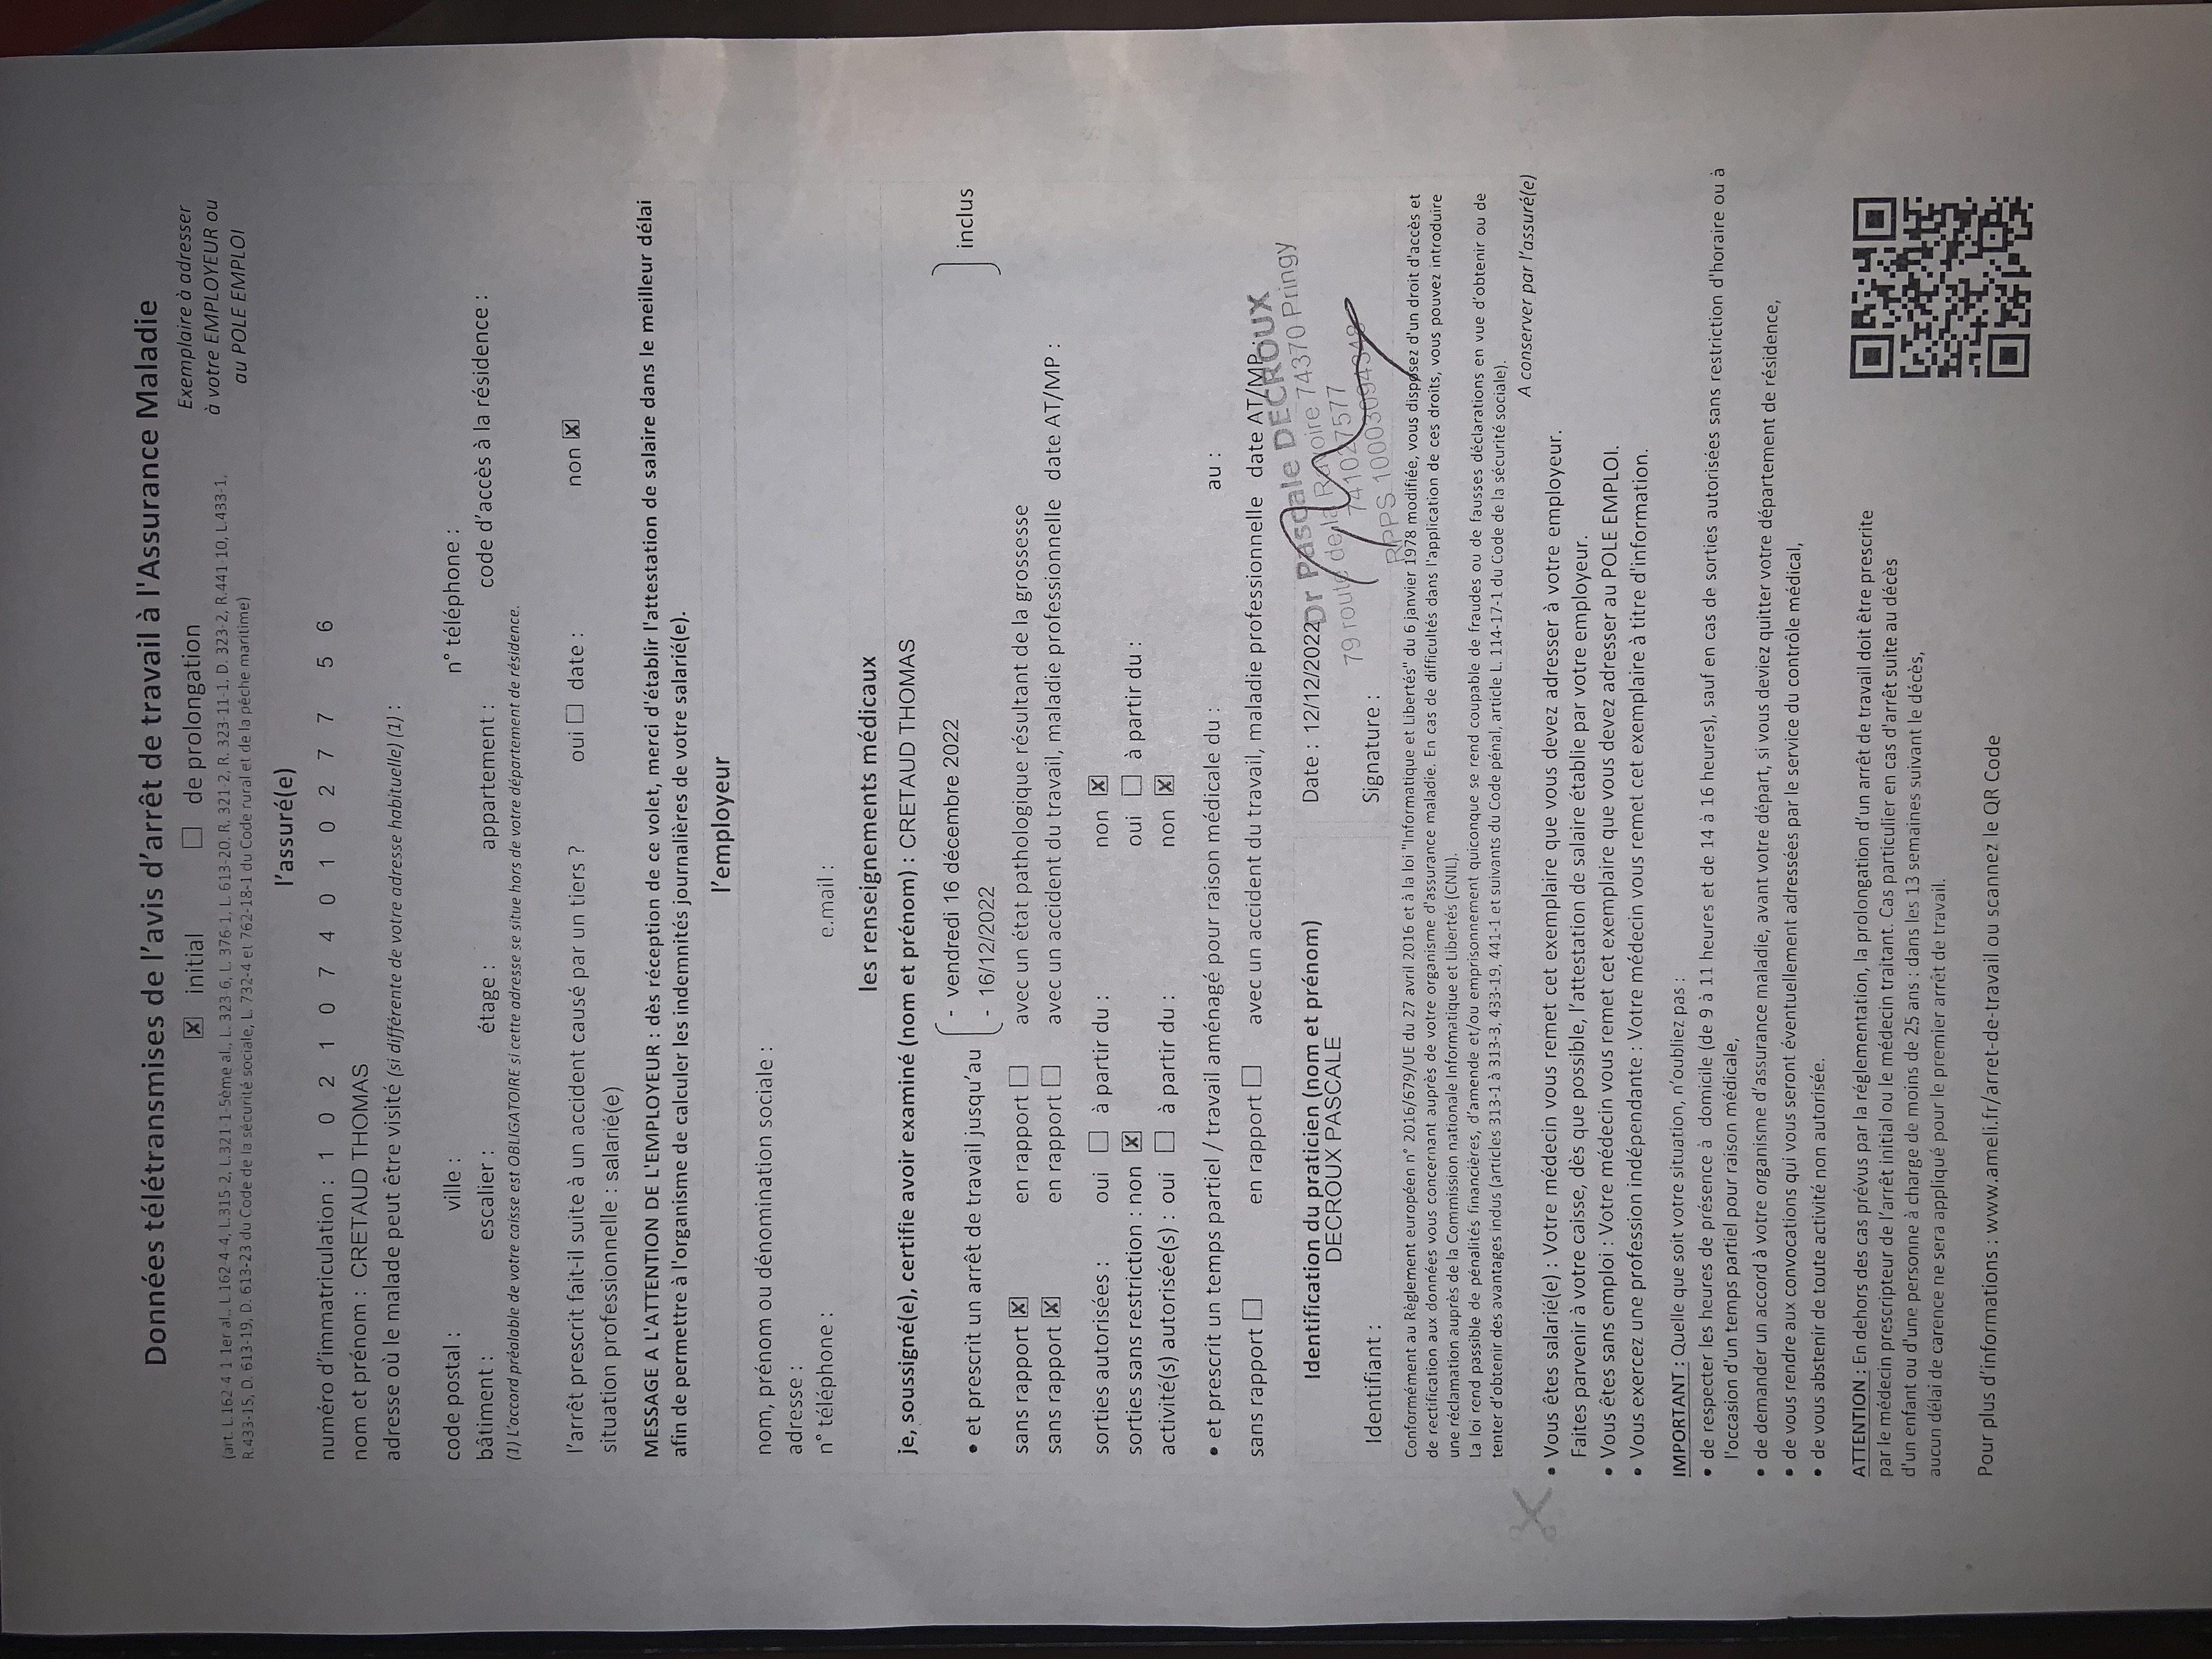 Données télétransmises de l'avis d'arrêt de travail à l'Assurance Maladie
☒ initial ☐ de prolongation
Exemplaire à adresser
à votre EMPLOYEUR ou
au POLE EMPLOI
(art. L.162-4-1-1er al., L.162-4-4, L.315-2, L.321-1-5ème al., L. 323-6, L. 376-1, L. 613-20, R. 321-2, R. 323-11-1, D. 323-2, R.441-10, L.433-1,
R.433-15, D. 613-19, D. 613-23 du Code de la sécurité sociale, L. 732-4 et 762-18-1 du Code rural et de la pêche maritime)
l'assuré(e)
numéro d'immatriculation : 1 0 2 1 0 7 4 0 1 0 2 7 7 5 6
nom et prénom : CRETAUD THOMAS
adresse où le malade peut être visité (si différente de votre adresse habituelle) (1) :
code postal : ville : n° téléphone :
bâtiment : escalier : étage : appartement : code d'accès à la résidence :
(1) L'accord préalable de votre caisse est OBLIGATOIRE si cette adresse se situe hors de votre département de résidence.
l'arrêt prescrit fait-il suite à un accident causé par un tiers ? oui ☐ date : non ☒
situation professionnelle : salarié(e)
MESSAGE A L'ATTENTION DE L'EMPLOYEUR : dès réception de ce volet, merci d'établir l'attestation de salaire dans le meilleur délai
afin de permettre à l'organisme de calculer les indemnités journalières de votre salarié(e).
l'employeur
nom, prénom ou dénomination sociale :
adresse :
n° téléphone : e.mail :
les renseignements médicaux
je, soussigné(e), certifie avoir examiné (nom et prénom) : CRETAUD THOMAS
• et prescrit un arrêt de travail jusqu'au - vendredi 16 décembre 2022
- 16/12/2022 inclus
sans rapport ☒ en rapport ☐ avec un état pathologique résultant de la grossesse
sans rapport ☒ en rapport ☐ avec un accident du travail, maladie professionnelle date AT/MP :
sorties autorisées : oui ☐ à partir du : non ☒
sorties sans restriction : non ☒ oui ☐ à partir du :
activité(s) autorisée(s) : oui ☐ à partir du : non ☒
• et prescrit un temps partiel / travail aménagé pour raison médicale du : au :
sans rapport ☐ en rapport ☐ avec un accident du travail, maladie professionnelle date AT/MP :
Identification du praticien (nom et prénom)
DECROUX PASCALE
Identifiant :
Date : 12/12/2022
Signature :
Dr Pascale DECROUX
79 route de la Ravoire 74370 Pringy
741027577
RPPS 10003094348
Conformément au Règlement européen n° 2016/679/UE du 27 avril 2016 et à la loi "Informatique et Libertés" du 6 janvier 1978 modifiée, vous disposez d'un droit d'accès et
de rectification aux données vous concernant auprès de votre organisme d'assurance maladie. En cas de difficultés dans l'application de ces droits, vous pouvez introduire
une réclamation auprès de la Commission nationale Informatique et Libertés (CNIL).
La loi rend passible de pénalités financières, d'amende et/ou emprisonnement quiconque se rend coupable de fraudes ou de fausses déclarations en vue d'obtenir ou de
tenter d'obtenir des avantages indus (articles 313-1 à 313-3, 433-19, 441-1 et suivants du Code pénal, article L. 114-17-1 du Code de la sécurité sociale).
A conserver par l'assuré(e)
• Vous êtes salarié(e) : Votre médecin vous remet cet exemplaire que vous devez adresser à votre employeur.
Faites parvenir à votre caisse, dès que possible, l'attestation de salaire établie par votre employeur.
• Vous êtes sans emploi : Votre médecin vous remet cet exemplaire que vous devez adresser au POLE EMPLOI.
• Vous exercez une profession indépendante : Votre médecin vous remet cet exemplaire à titre d'information.
IMPORTANT : Quelle que soit votre situation, n'oubliez pas :
• de respecter les heures de présence à domicile (de 9 à 11 heures et de 14 à 16 heures), sauf en cas de sorties autorisées sans restriction d'horaire ou à
l'occasion d'un temps partiel pour raison médicale,
• de demander un accord à votre organisme d'assurance maladie, avant votre départ, si vous deviez quitter votre département de résidence,
• de vous rendre aux convocations qui vous seront éventuellement adressées par le service du contrôle médical,
• de vous abstenir de toute activité non autorisée.
ATTENTION : En dehors des cas prévus par la réglementation, la prolongation d'un arrêt de travail doit être prescrite
par le médecin prescripteur de l'arrêt initial ou le médecin traitant. Cas particulier en cas d'arrêt suite au décès
d'un enfant ou d'une personne à charge de moins de 25 ans : dans les 13 semaines suivant le décès,
aucun délai de carence ne sera appliqué pour le premier arrêt de travail.
Pour plus d'informations : www.ameli.fr/arret-de-travail ou scannez le QR Code